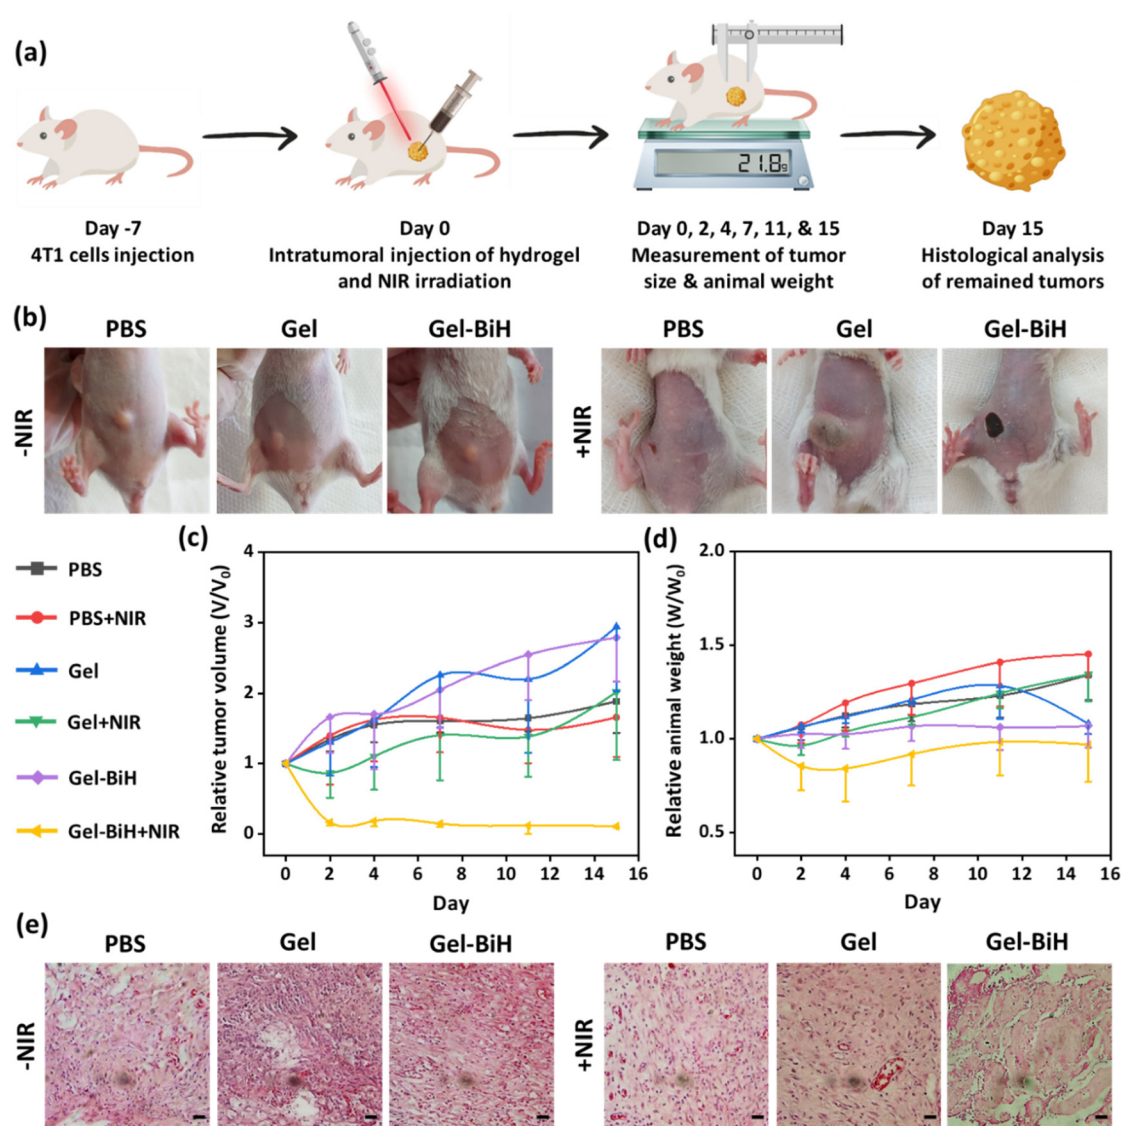 (a)
21.8g
Day -7
4T1 cells injection
Day 0
Intratumoral injection of hydrogel
and NIR irradiation
Day 0, 2, 4, 7, 11, & 15
Measurement of tumor
size & animal weight
Day 15
Histological analysis
of remained tumors
(b)
PBS Gel Gel-BiH PBS Gel Gel-BiH
-NIR
+NIR
PBS
PBS+NIR
Gel
Gel+NIR
Gel-BiH
Gel-BiH+NIR
(c)
Relative tumor volume (V/V0)
4
3
2
1
0
0 2 4 6 8 10 12 14 16
Day
(d)
Relative animal weight (W/W0)
2.0
1.5
1.0
0.5
0 2 4 6 8 10 12 14 16
Day
(e)
PBS Gel Gel-BiH PBS Gel Gel-BiH
-NIR
+NIR